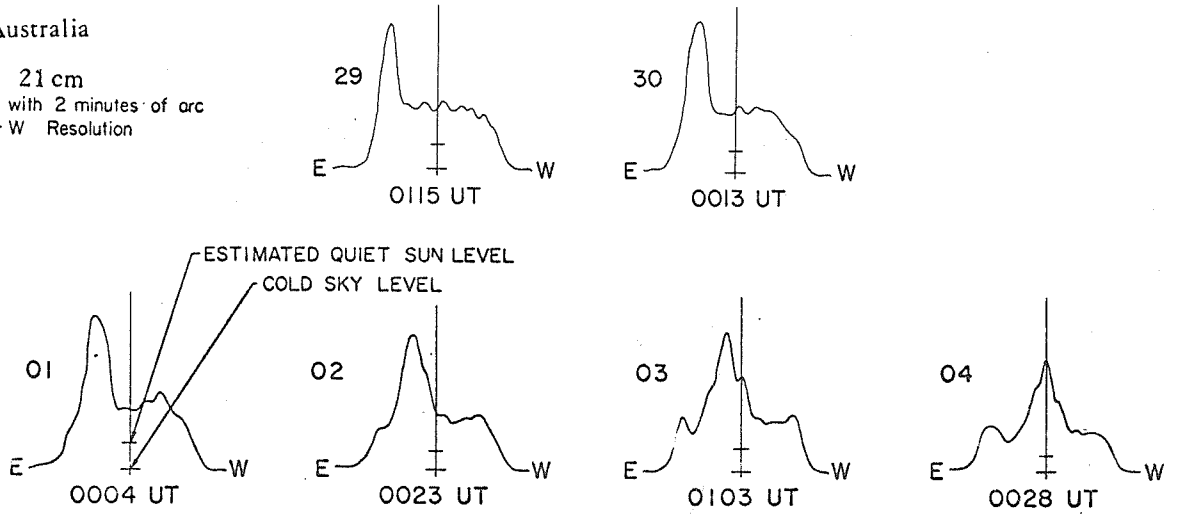 Australia
21 cm
with 2 minutes of arc
W Resolution
29
E
W
0115 UT
30
E
W
0013 UT
ESTIMATED QUIET SUN LEVEL
COLD SKY LEVEL
01
E
W
0004 UT
02
E
W
0023 UT
03
E
W
0103 UT
04
E
W
0028 UT